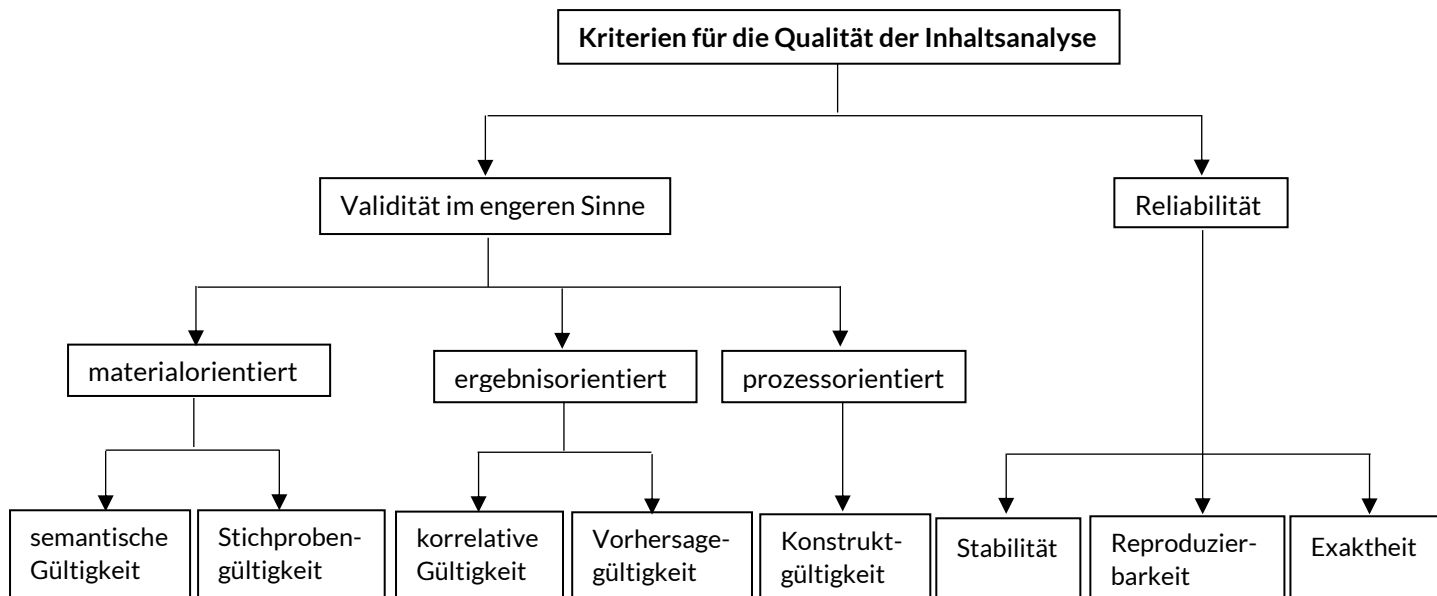 Kriterien für die Qualität der Inhaltsanalyse
Validität im engeren Sinne
Reliabilität
materialorientiert
ergebnisorientiert
prozessorientiert
semantische
Gültigkeit
Stichproben-
gültigkeit
korrelative
Gültigkeit
Vorhersage-
gültigkeit
Konstrukt-
gültigkeit
Stabilität
Reproduzier-
barkeit
Exaktheit